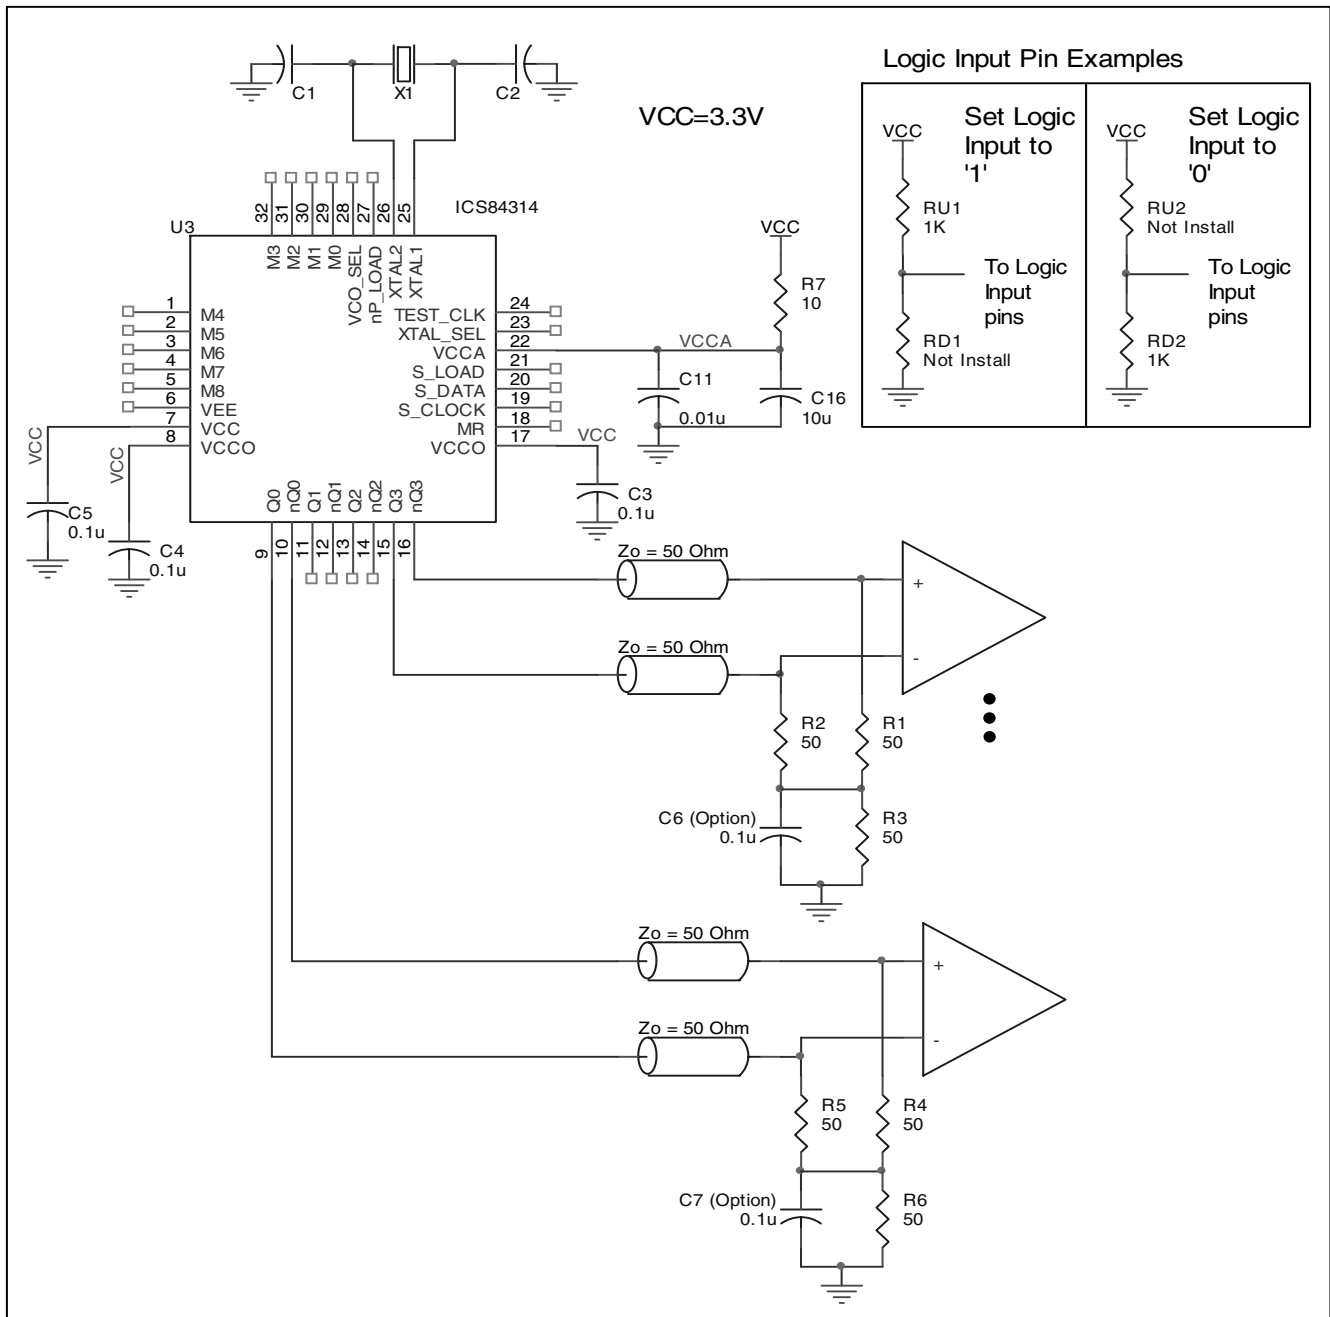 C1
X1
C2
VCC=3.3V
Logic Input Pin Examples
VCC
Set Logic
Input to
'1'
RU1
1K
To Logic
Input
pins
RD1
Not Install
VCC
Set Logic
Input to
'0'
RU2
Not Install
To Logic
Input
pins
RD2
1K
ICS84314
U3
32
31
30
29
28
27
26
25
M3
M2
M1
M0
VCO_SEL
nP_LOAD
XTAL2
XTAL1
1 M4
2 M5
3 M6
4 M7
5 M8
6 VEE
7 VCC
8 VCCO
TEST_CLK 24
XTAL_SEL 23
VCCA 22
S_LOAD 21
S_DATA 20
S_CLOCK 19
MR 18
VCCO 17
VCC
R7
10
VCCA
C11
0.01u
C16
10u
VCC
C3
0.1u
VCC
C5
0.1u
VCC
C4
0.1u
Q0
nQ0
Q1
nQ1
Q2
nQ2
Q3
nQ3
9
10
11
12
13
14
15
16
Zo = 50 Ohm
+
Zo = 50 Ohm
-
R2
50
R1
50
C6 (Option)
0.1u
R3
50
Zo = 50 Ohm
+
Zo = 50 Ohm
-
R5
50
R4
50
C7 (Option)
0.1u
R6
50